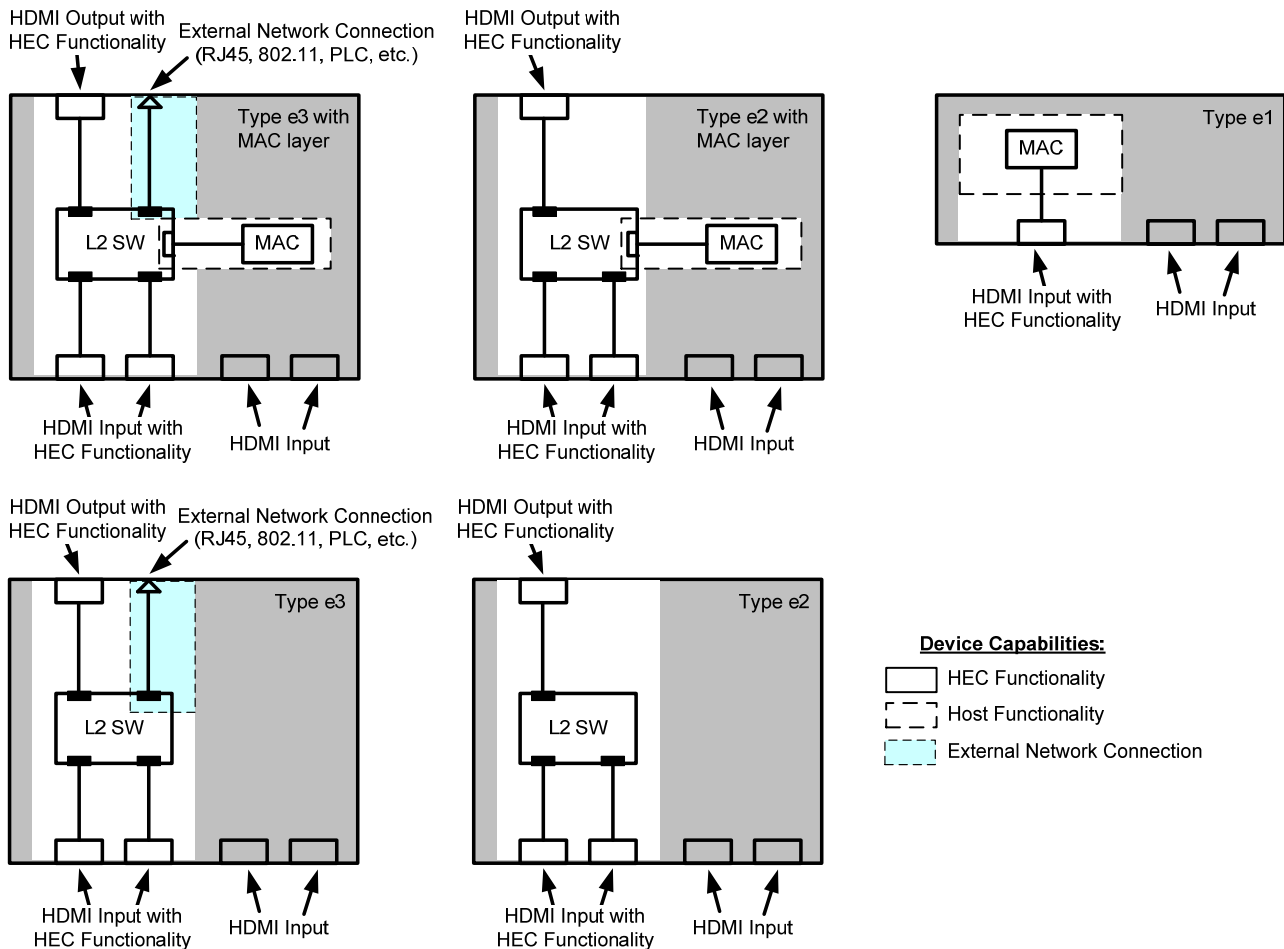 HDMI Output with
HEC Functionality
External Network Connection
(RJ45, 802.11, PLC, etc.)
Type e3 with
MAC layer
L2 SW
MAC
HDMI Input with
HEC Functionality
HDMI Input
HDMI Output with
HEC Functionality
Type e2 with
MAC layer
L2 SW
MAC
HDMI Input with
HEC Functionality
HDMI Input
Type e1
MAC
HDMI Input with
HEC Functionality
HDMI Input
HDMI Output with
HEC Functionality
External Network Connection
(RJ45, 802.11, PLC, etc.)
Type e3
L2 SW
HDMI Input with
HEC Functionality
HDMI Input
HDMI Output with
HEC Functionality
Type e2
L2 SW
HDMI Input with
HEC Functionality
HDMI Input
Device Capabilities:
HEC Functionality
Host Functionality
External Network Connection